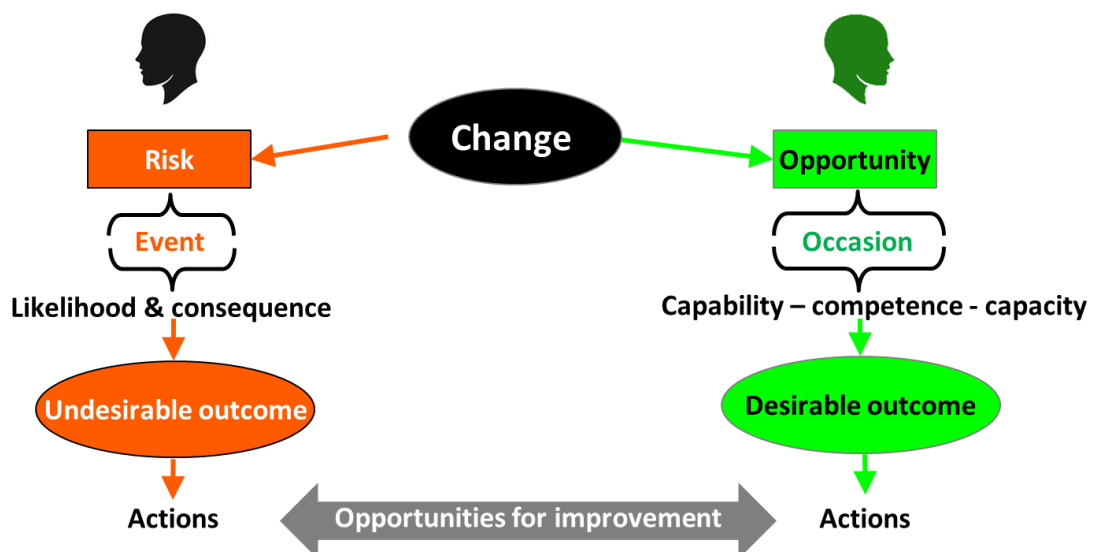 Change
Risk
Opportunity
Event
Occasion
Likelihood & consequence
Capability – competence - capacity
Undesirable outcome
Desirable outcome
Actions
Opportunities for improvement
Actions